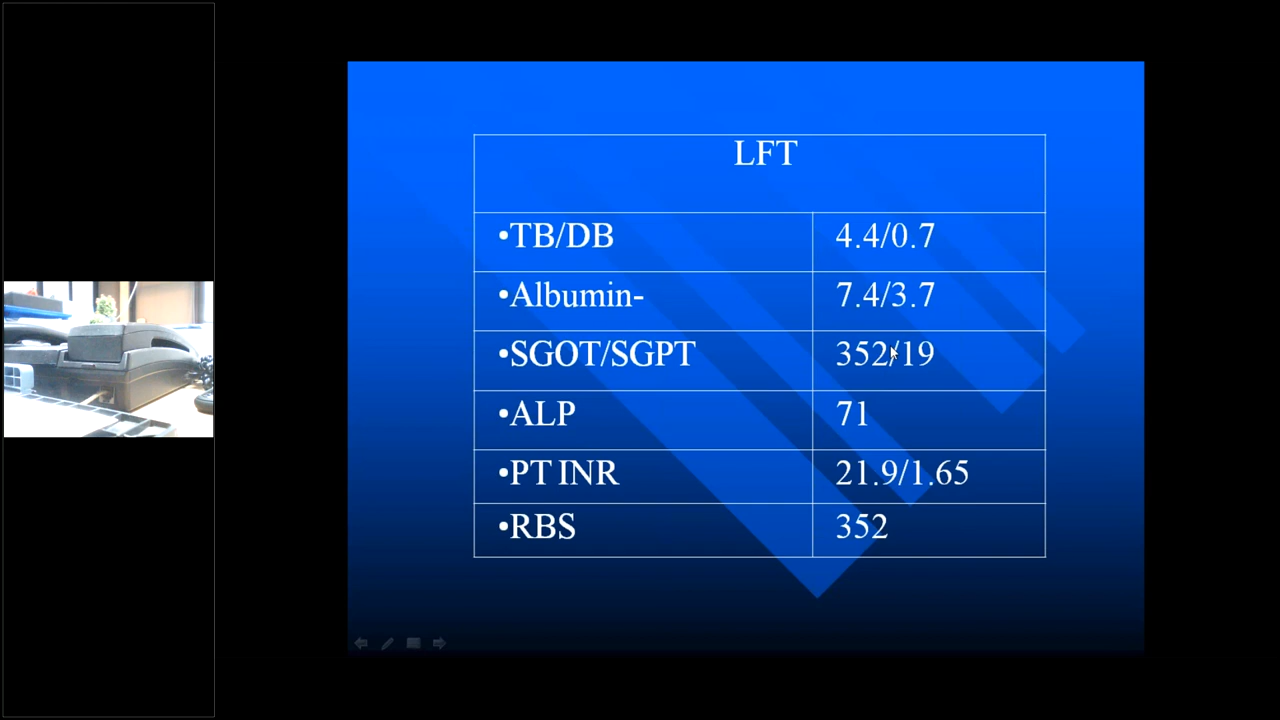 LFT
•TB/DB 4.4/0.7
•Albumin- 7.4/3.7
•SGOT/SGPT 352/19
•ALP 71
•PT INR 21.9/1.65
•RBS 352